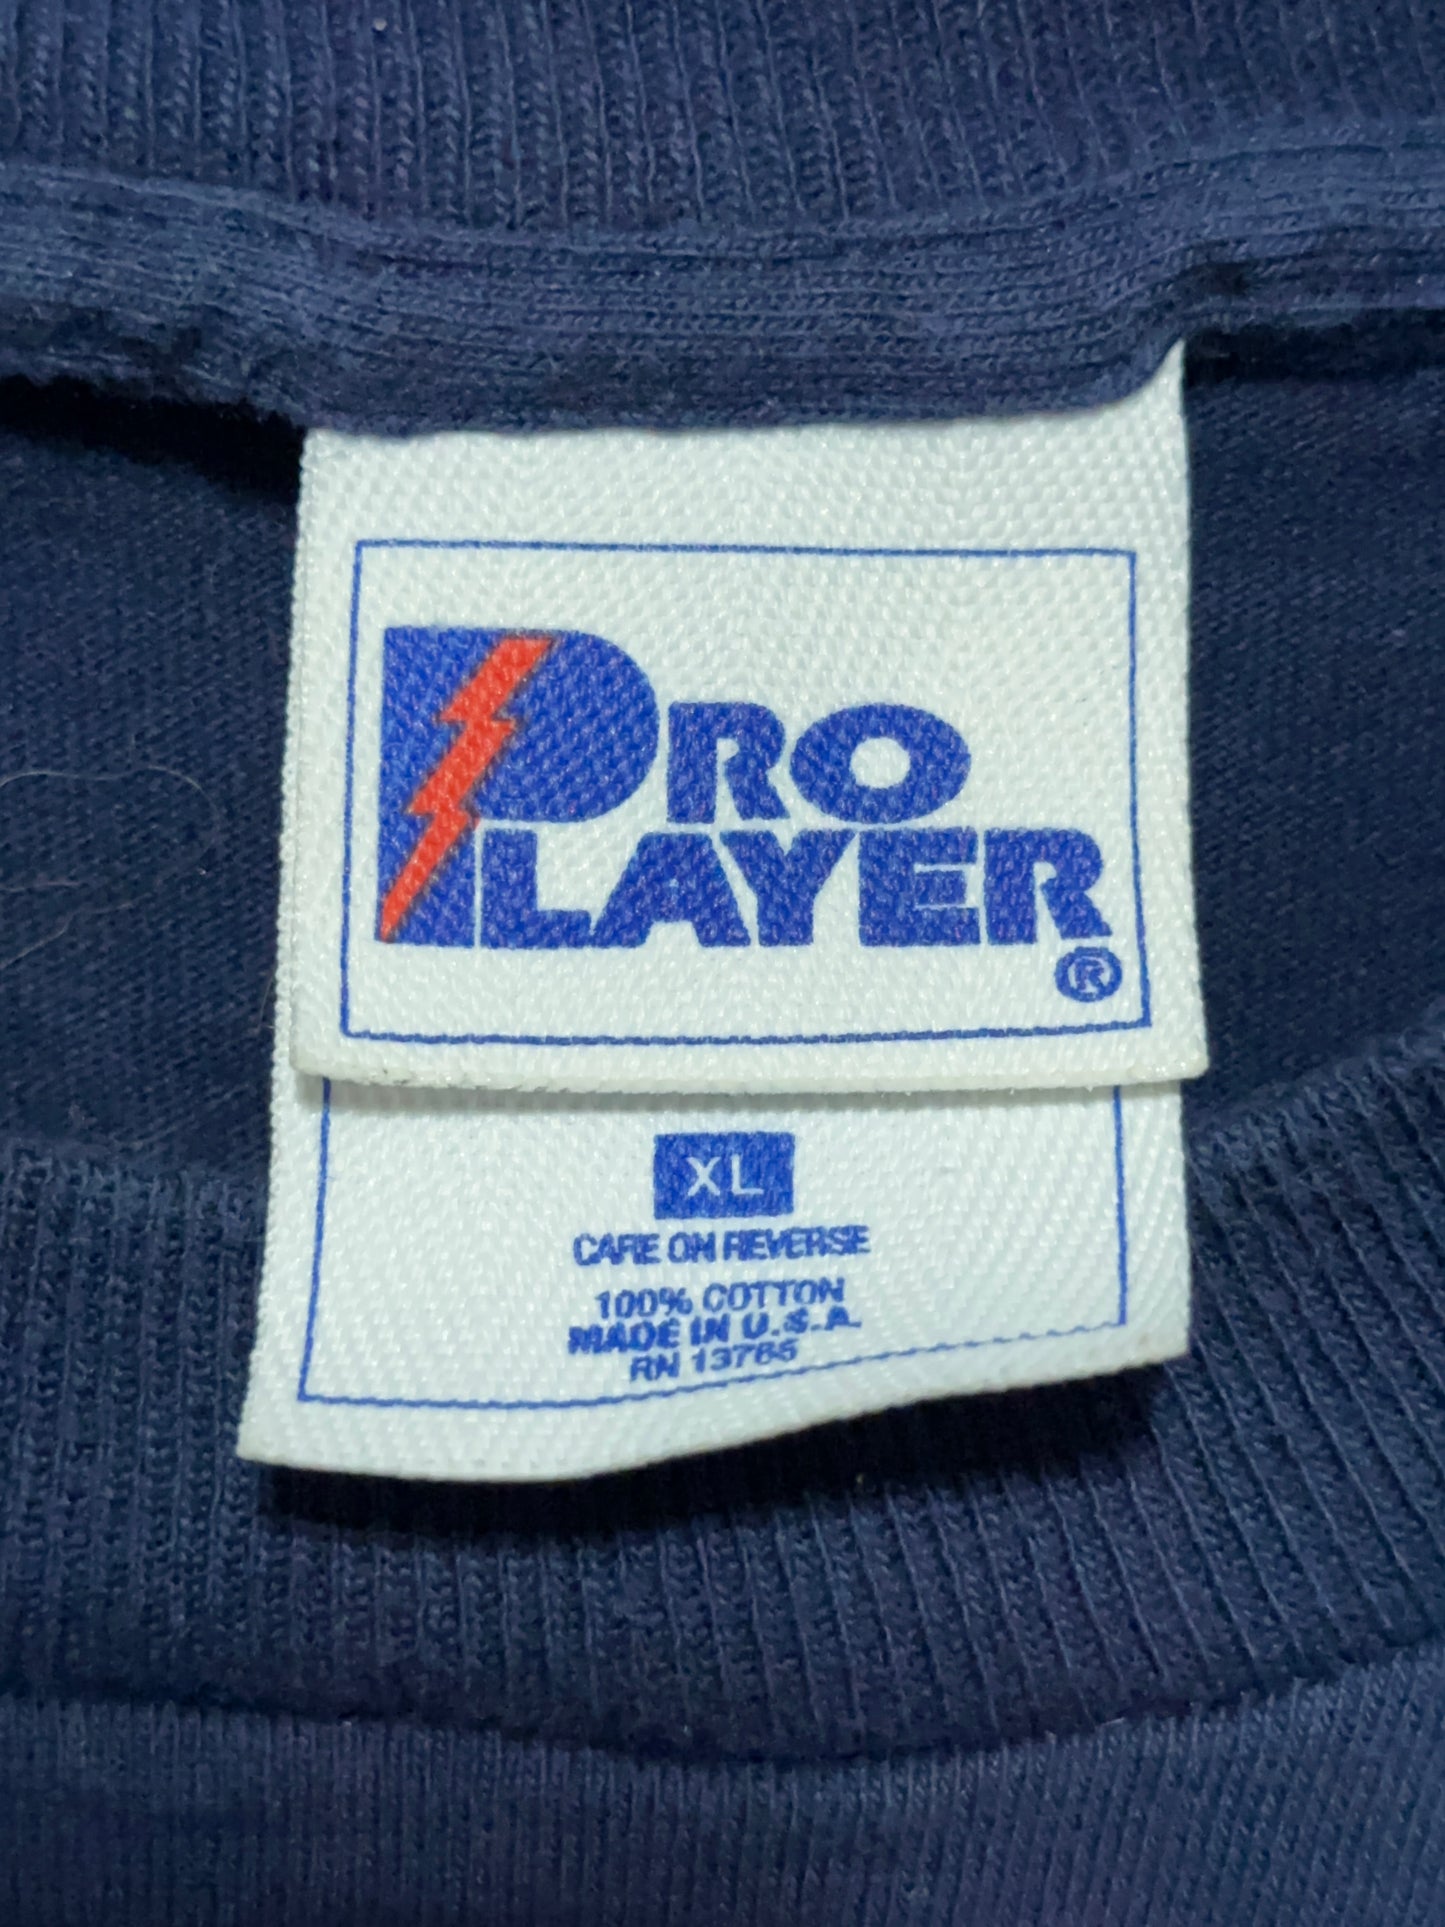 PRO
PLAYER
®
XL
CARE ON REVERSE
100% COTTON
MADE IN U.S.A.
RN 13765